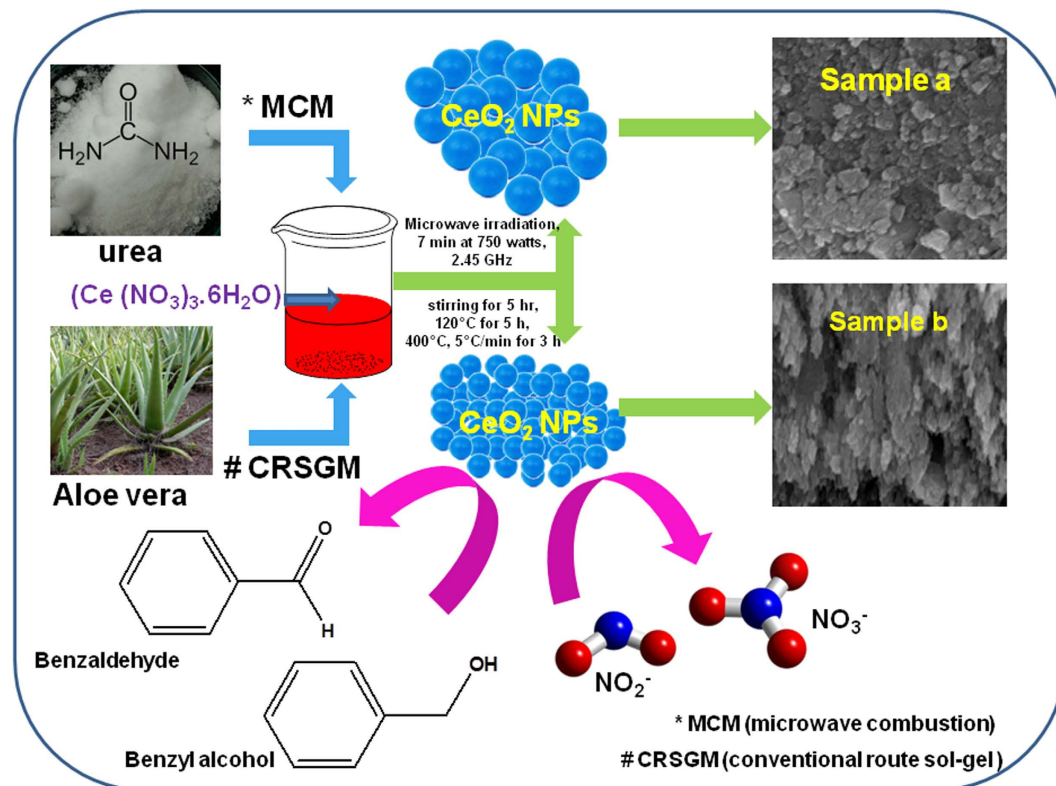 O
C
H₂N
NH₂
urea
* MCM
(Ce (NO₃)₃.6H₂O)
Aloe vera
# CRSGM
CeO₂ NPs
Microwave irradiation,
7 min at 750 watts,
2.45 GHz
stirring for 5 hr,
120°C for 5 h,
400°C, 5°C/min for 3 h
CeO₂ NPs
Sample a
Sample b
O
H
Benzaldehyde
OH
Benzyl alcohol
NO₂⁻
NO₃⁻
* MCM (microwave combustion)
# CRSGM (conventional route sol-gel)